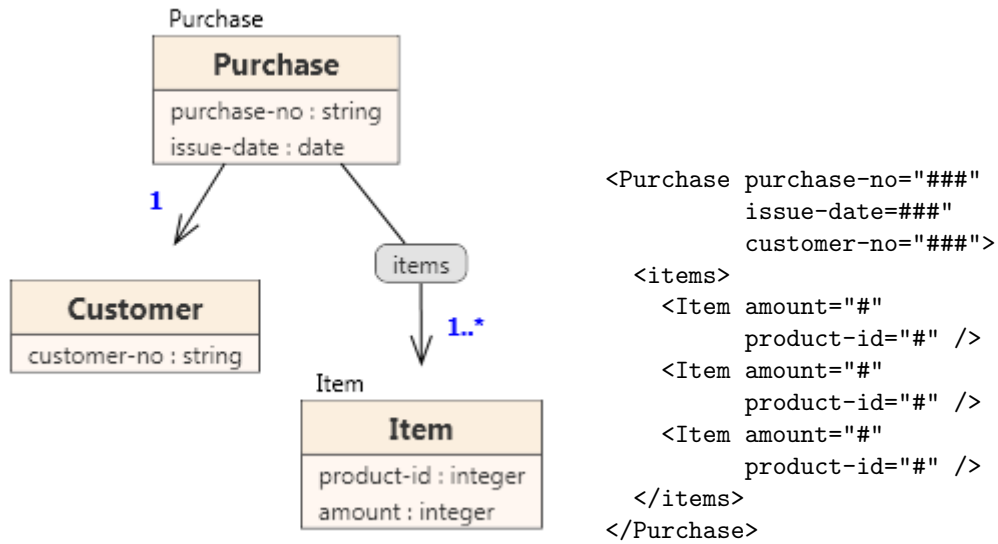 Purchase
Purchase
purchase-no : string
issue-date : date
1
items
1..*
Customer
customer-no : string
Item
Item
product-id : integer
amount : integer
<Purchase purchase-no="###"
issue-date=###"
customer-no="###">
<items>
<Item amount="#"
product-id="#" />
<Item amount="#"
product-id="#" />
<Item amount="#"
product-id="#" />
</items>
</Purchase>